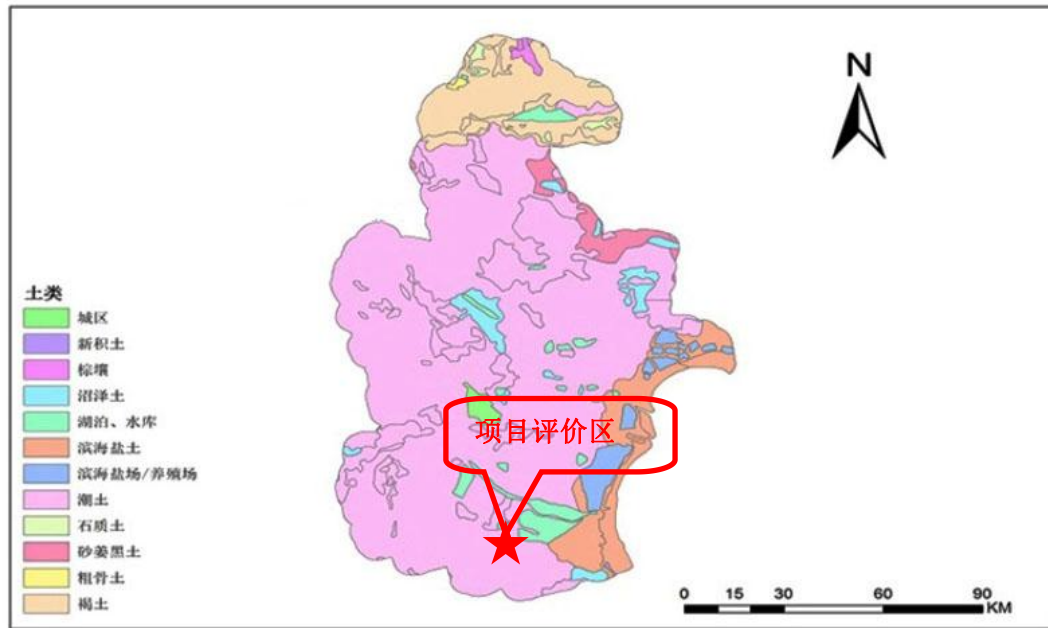 N
项目评价区
土类
城区
新积土
棕壤
沼泽土
湖泊、水库
滨海盐土
滨海盐场/养殖场
潮土
石质土
砂姜黑土
粗骨土
褐土
0 15 30 60 90
KM